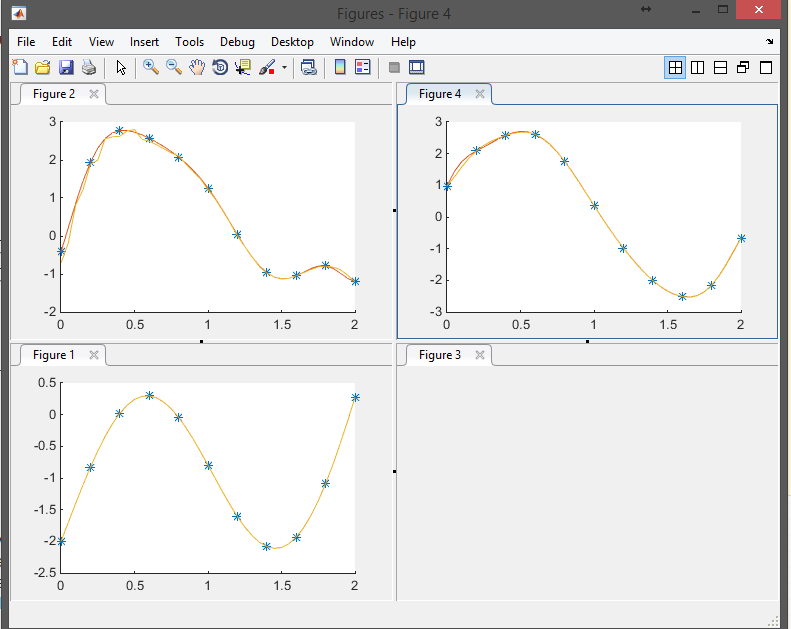 Figures - Figure 4
File Edit View Insert Tools Debug Desktop Window Help
Figure 2
3
2
1
0
-1
-2
0 0.5 1 1.5 2
Figure 4
3
2
1
0
-1
-2
-3
0 0.5 1 1.5 2
Figure 1
0.5
0
-0.5
-1
-1.5
-2
-2.5
0 0.5 1 1.5 2
Figure 3